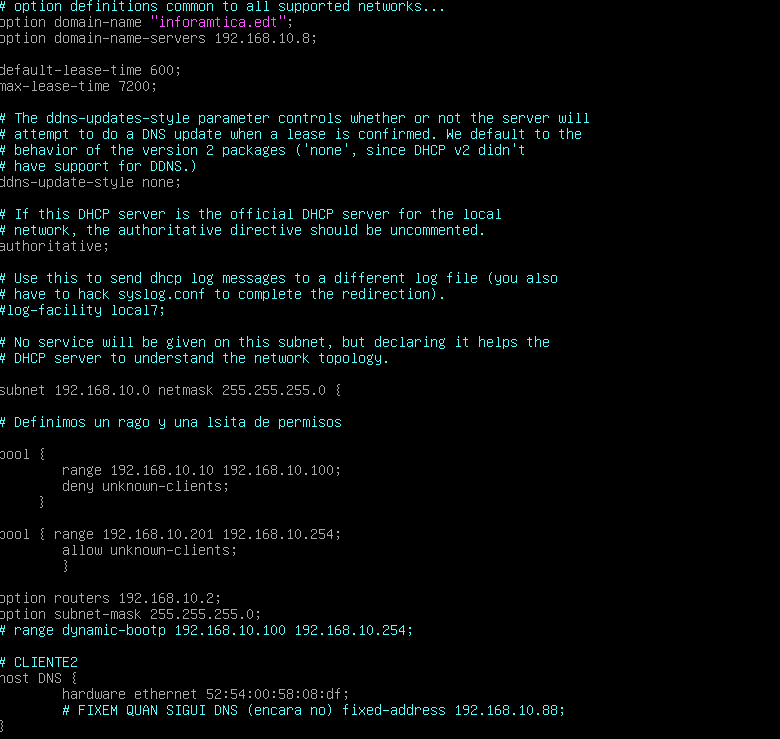 # option definitions common to all supported networks...
option domain-name "inforamtica.edt";
option domain-name-servers 192.168.10.8;
default-lease-time 600;
max-lease-time 7200;
# The ddns-updates-style parameter controls whether or not the server will
# attempt to do a DNS update when a lease is confirmed. We default to the
# behavior of the version 2 packages ('none', since DHCP v2 didn't
# have support for DDNS.)
ddns-update-style none;
# If this DHCP server is the official DHCP server for the local
# network, the authoritative directive should be uncommented.
authoritative;
# Use this to send dhcp log messages to a different log file (you also
# have to hack syslog.conf to complete the redirection).
#log-facility local7;
# No service will be given on this subnet, but declaring it helps the
# DHCP server to understand the network topology.
subnet 192.168.10.0 netmask 255.255.255.0 {
# Definimos un rago y una lsita de permisos
pool {
range 192.168.10.10 192.168.10.100;
deny unknown-clients;
}
pool { range 192.168.10.201 192.168.10.254;
allow unknown-clients;
}
option routers 192.168.10.2;
option subnet-mask 255.255.255.0;
# range dynamic-bootp 192.168.10.100 192.168.10.254;
# CLIENTE2
host DNS {
hardware ethernet 52:54:00:58:08:df;
# FIXEM QUAN SIGUI DNS (encara no) fixed-address 192.168.10.88;
}